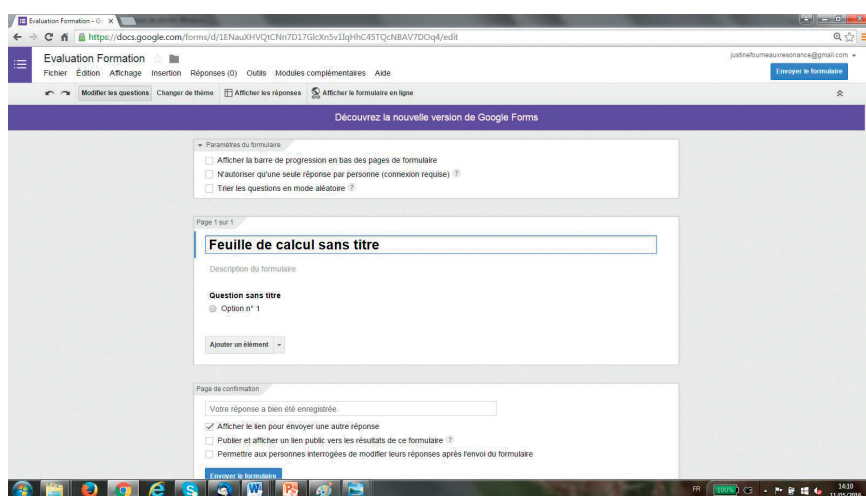 Evaluation Formation - G
https://docs.google.com/forms/d/1ENauXHVQtCNn7D17GlcXn5v1IqHhC45TQcNBAV7DOq4/edit
Evaluation Formation
justinefourneauxresonance@gmail.com
Fichier Édition Affichage Insertion Réponses (0) Outils Modules complémentaires Aide
Envoyer le formulaire
Modifier les questions Changer de thème Afficher les réponses Afficher le formulaire en ligne
Découvrez la nouvelle version de Google Forms
Paramètres du formulaire
Afficher la barre de progression en bas des pages de formulaire
N'autoriser qu'une seule réponse par personne (connexion requise) ?
Trier les questions en mode aléatoire ?
Page 1 sur 1
Feuille de calcul sans titre
Description du formulaire
Question sans titre
Option n° 1
Ajouter un élément
Page de confirmation
Votre réponse a bien été enregistrée.
Afficher le lien pour envoyer une autre réponse
Publier et afficher un lien public vers les résultats de ce formulaire ?
Permettre aux personnes interrogées de modifier leurs réponses après l'envoi du formulaire
Envoyer le formulaire
FR 100% 14:10
11/05/2016